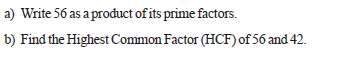 a) Write 56 as a product of its prime factors.
b) Find the Highest Common Factor (HCF) of 56 and 42.